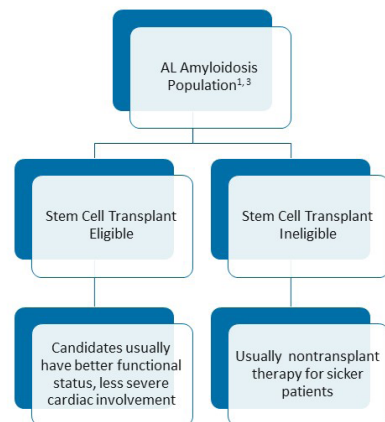 AL Amyloidosis
Population1, 3
Stem Cell Transplant
Eligible
Stem Cell Transplant
Ineligible
Candidates usually
have better functional
status, less severe
cardiac involvement
Usually nontransplant
therapy for sicker
patients